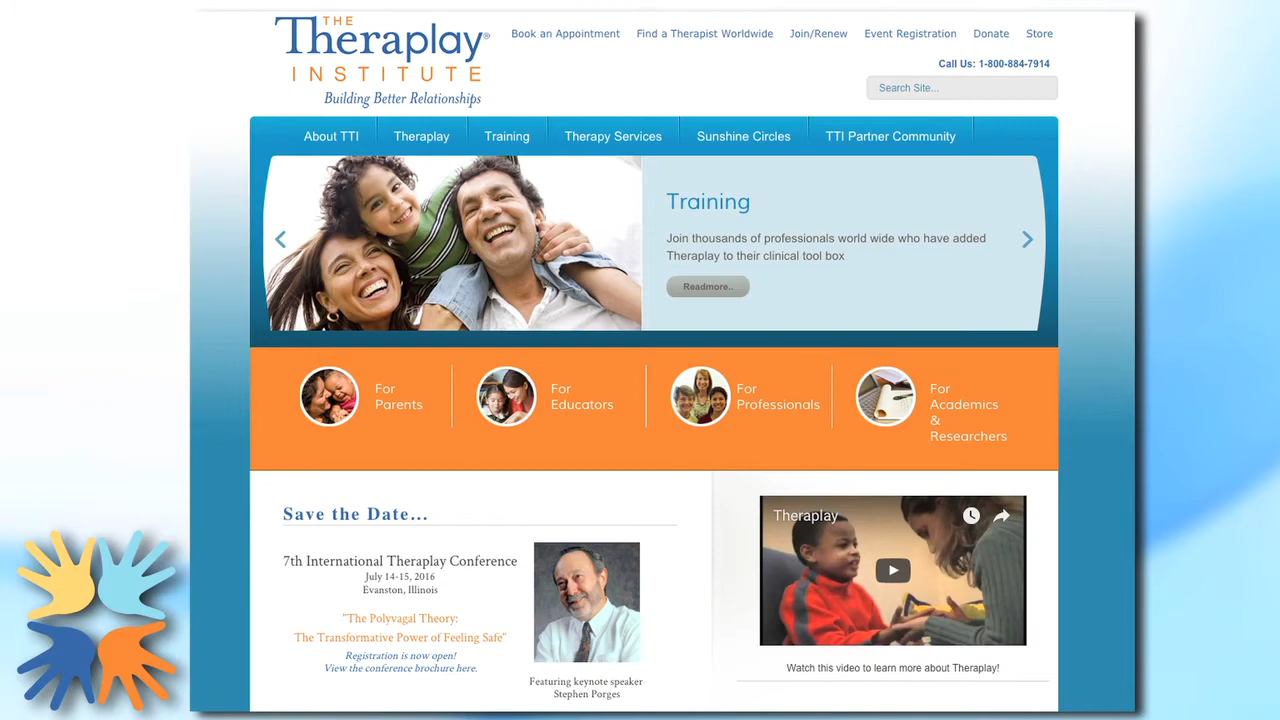 THE
Theraplay®
INSTITUTE
Building Better Relationships
Book an Appointment
Find a Therapist Worldwide
Join/Renew
Event Registration
Donate
Store
Call Us: 1-800-884-7914
Search Site...
About TTI
Theraplay
Training
Therapy Services
Sunshine Circles
TTI Partner Community
Training
Join thousands of professionals world wide who have added
Theraplay to their clinical tool box
Readmore..
For
Parents
For
Educators
For
Professionals
For
Academics
&
Researchers
Save the Date...
7th International Theraplay Conference
July 14-15, 2016
Evanston, Illinois
"The Polyvagal Theory:
The Transformative Power of Feeling Safe"
Registration is now open!
View the conference brochure here.
Featuring keynote speaker
Stephen Porges
Theraplay
Watch this video to learn more about Theraplay!